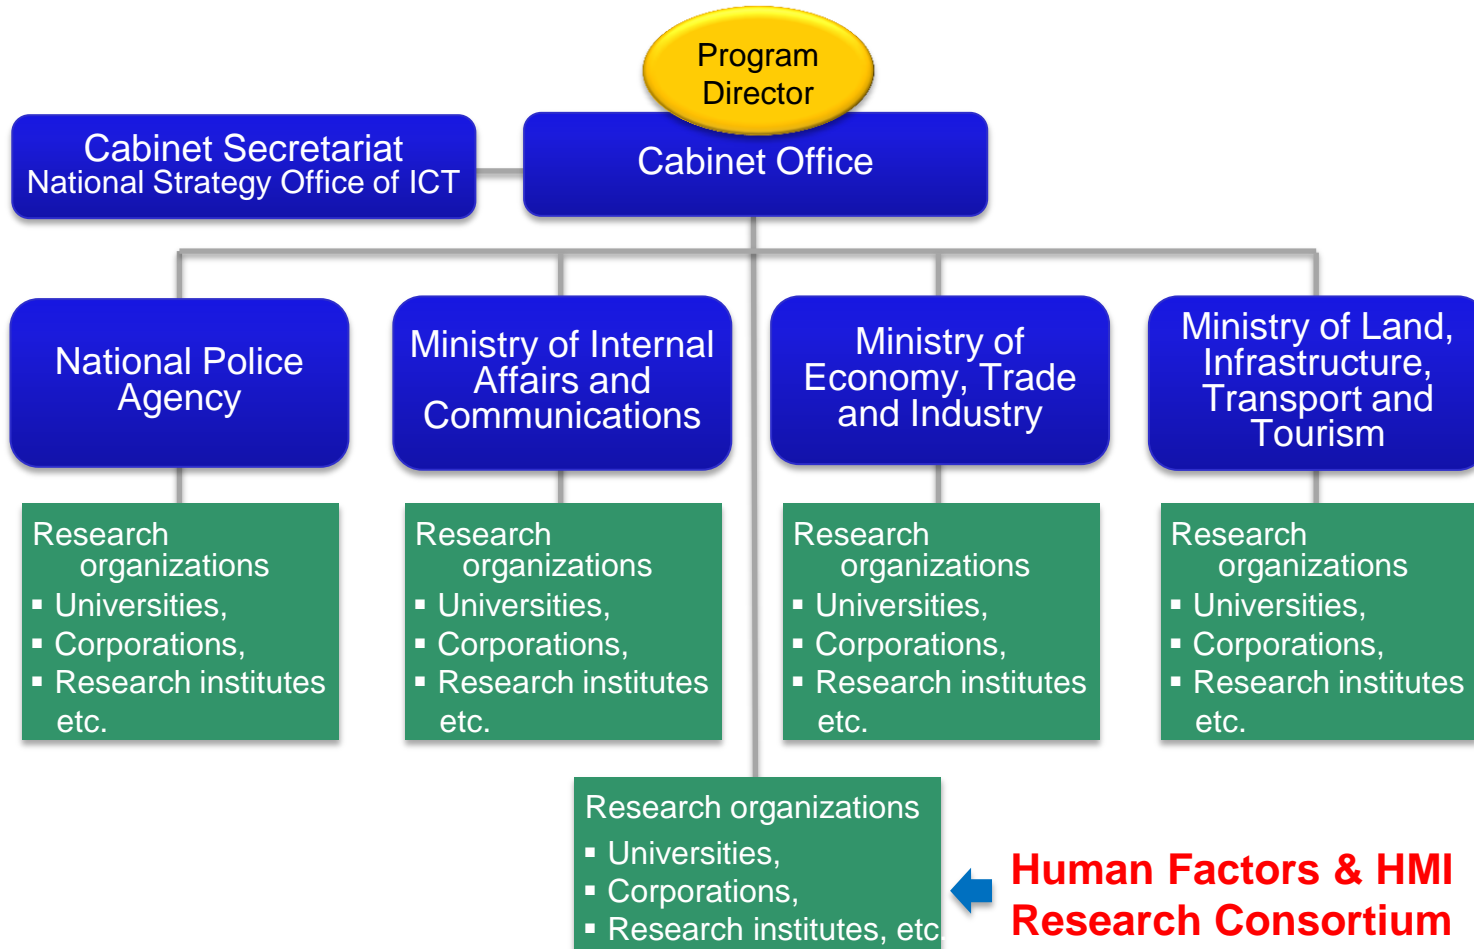 Program
Director
Cabinet Secretariat
National Strategy Office of ICT
Cabinet Office
National Police
Agency
Ministry of Internal
Affairs and
Communications
Ministry of
Economy, Trade
and Industry
Ministry of Land,
Infrastructure,
Transport and
Tourism
Research
organizations
▪ Universities,
▪ Corporations,
▪ Research institutes
etc.
Research
organizations
▪ Universities,
▪ Corporations,
▪ Research institutes
etc.
Research
organizations
▪ Universities,
▪ Corporations,
▪ Research institutes
etc.
Research
organizations
▪ Universities,
▪ Corporations,
▪ Research institutes
etc.
Research organizations
▪ Universities,
▪ Corporations,
▪ Research institutes, etc.
Human Factors & HMI
Research Consortium